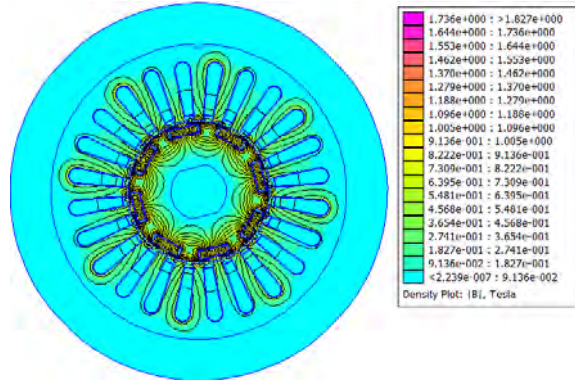 1.736e+000 : >1.827e+000
1.644e+000 : 1.736e+000
1.553e+000 : 1.644e+000
1.462e+000 : 1.553e+000
1.370e+000 : 1.462e+000
1.279e+000 : 1.370e+000
1.188e+000 : 1.279e+000
1.096e+000 : 1.188e+000
1.005e+000 : 1.096e+000
9.136e-001 : 1.005e+000
8.222e-001 : 9.136e-001
7.309e-001 : 8.222e-001
6.395e-001 : 7.309e-001
5.481e-001 : 6.395e-001
4.568e-001 : 5.481e-001
3.654e-001 : 4.568e-001
2.741e-001 : 3.654e-001
1.827e-001 : 2.741e-001
9.136e-002 : 1.827e-001
<2.239e-007 : 9.136e-002
Density Plot: |B|, Tesla